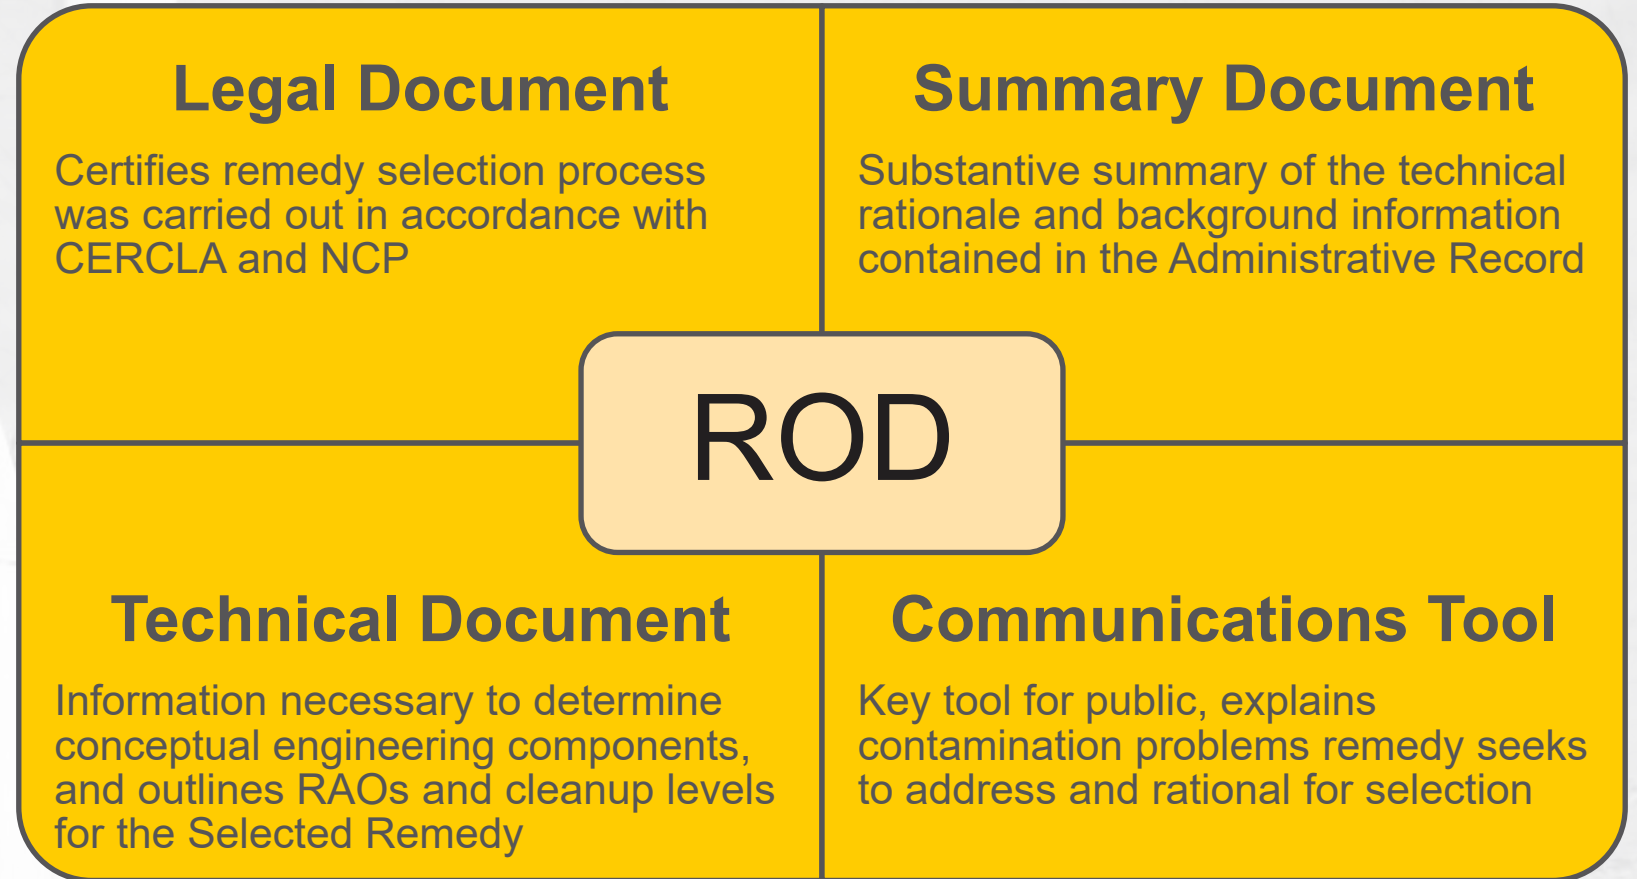 Legal Document
Certifies remedy selection process
was carried out in accordance with
CERCLA and NCP
Summary Document
Substantive summary of the technical
rationale and background information
contained in the Administrative Record
ROD
Technical Document
Information necessary to determine
conceptual engineering components,
and outlines RAOs and cleanup levels
for the Selected Remedy
Communications Tool
Key tool for public, explains
contamination problems remedy seeks
to address and rational for selection